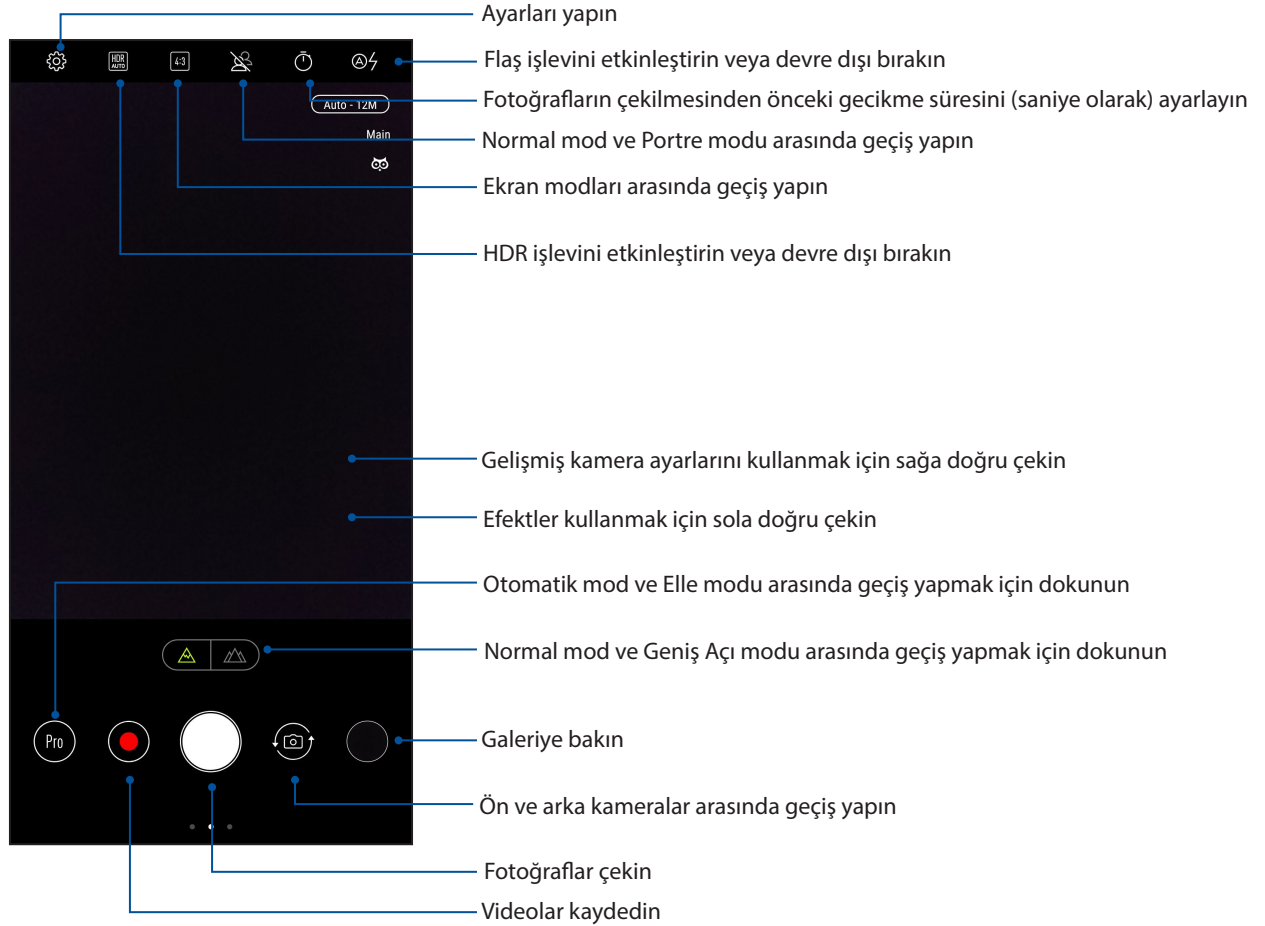 Ayarları yapın
HDR AUTO
4:3
A
Flaş işlevini etkinleştirin veya devre dışı bırakın
Auto - 12M
Fotoğrafların çekilmesinden önceki gecikme süresini (saniye olarak) ayarlayın
Main
Normal mod ve Portre modu arasında geçiş yapın
Ekran modları arasında geçiş yapın
HDR işlevini etkinleştirin veya devre dışı bırakın
Gelişmiş kamera ayarlarını kullanmak için sağa doğru çekin
Efektler kullanmak için sola doğru çekin
Otomatik mod ve Elle modu arasında geçiş yapmak için dokunun
Normal mod ve Geniş Açı modu arasında geçiş yapmak için dokunun
Pro
Galeriye bakın
Ön ve arka kameralar arasında geçiş yapın
Fotoğraflar çekin
Videolar kaydedin